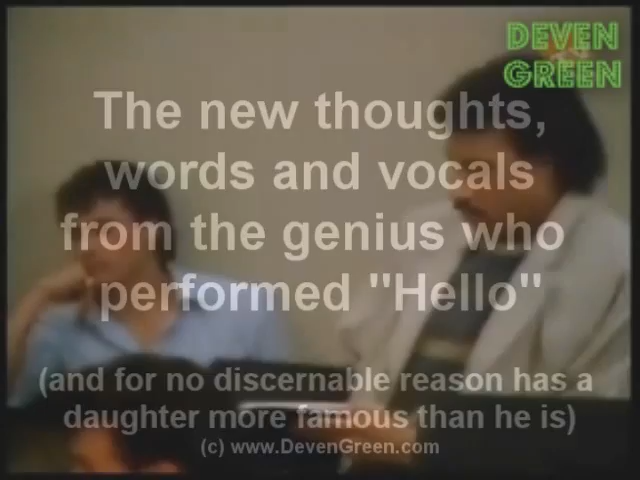 DEVEN
GREEN
The new thoughts,
words and vocals
from the genius who
performed "Hello"
(and for no discernable reason has a
daughter more famous than he is)
(c) www.DevenGreen.com